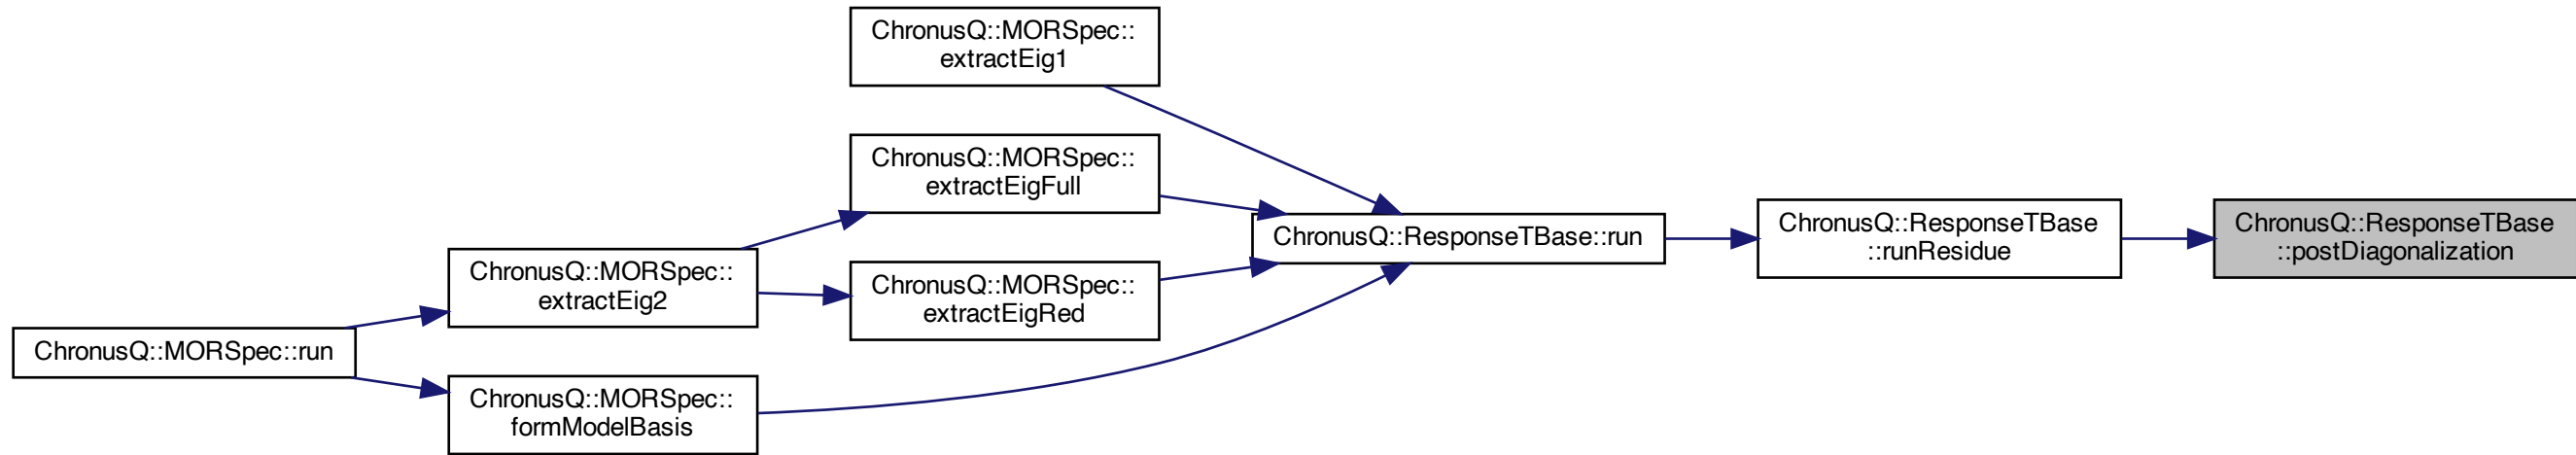 ChronusQ::MORSpec::run
ChronusQ::MORSpec::
extractEig2
ChronusQ::MORSpec::
formModelBasis
ChronusQ::MORSpec::
extractEig1
ChronusQ::MORSpec::
extractEigFull
ChronusQ::MORSpec::
extractEigRed
ChronusQ::ResponseTBase::run
ChronusQ::ResponseTBase
::runResidue
ChronusQ::ResponseTBase
::postDiagonalization